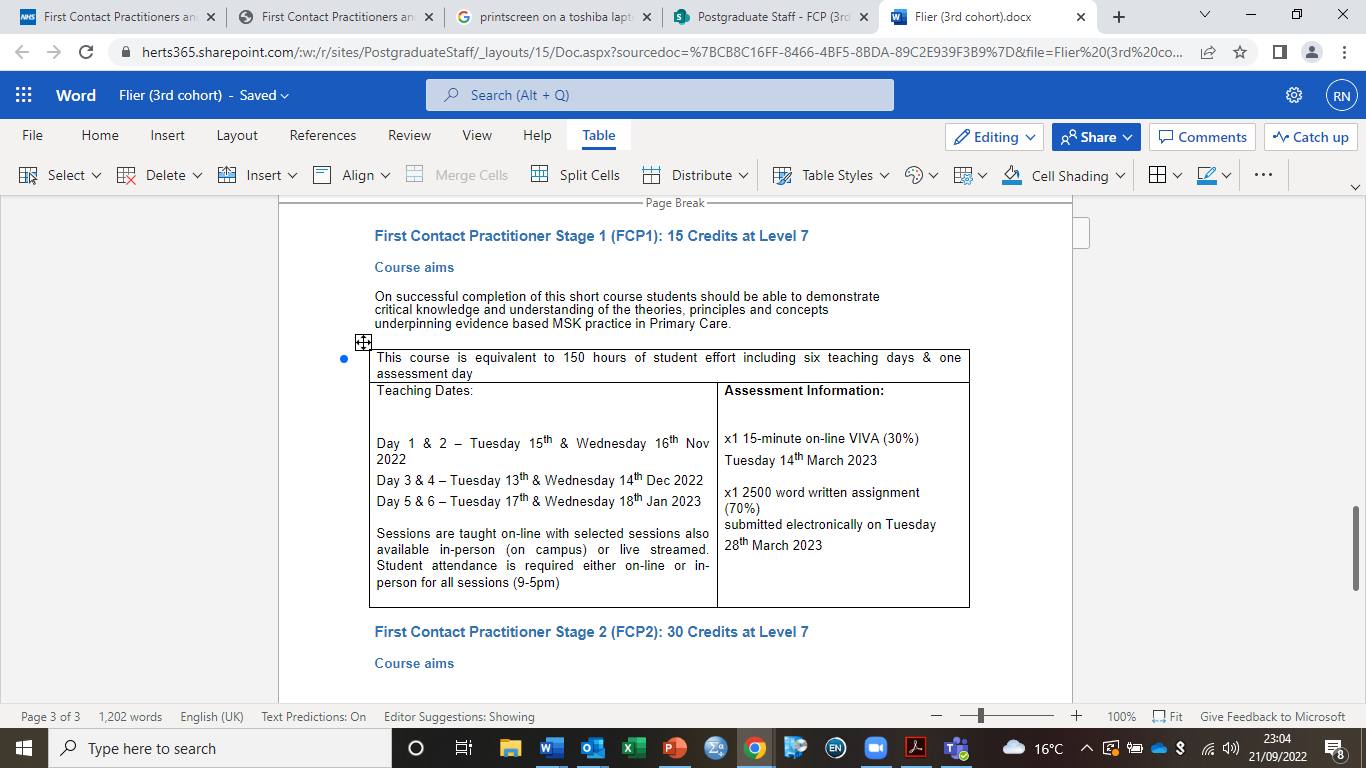 First Contact Practitioners an
First Contact Practitioners an
printscreen on a toshiba lapt
Postgraduate Staff - FCP (3rd
Flier (3rd cohort).docx
herts365.sharepoint.com/:w:/r/sites/PostgraduateStaff/_layouts/15/Doc.aspx?sourcedoc=%7BCB8C16FF-8466-4BF5-8BDA-89C2E939F3B9%7D&file=Flier%20(3rd%20co...
Word Flier (3rd cohort) - Saved
Search (Alt + Q)
RN
File Home Insert Layout References Review View Help Table
Editing Share Comments Catch up
Select Delete Insert Align Merge Cells Split Cells Distribute Table Styles Cell Shading ...
Page Break
First Contact Practitioner Stage 1 (FCP1): 15 Credits at Level 7
Course aims
On successful completion of this short course students should be able to demonstrate
critical knowledge and understanding of the theories, principles and concepts
underpinning evidence based MSK practice in Primary Care.
This course is equivalent to 150 hours of student effort including six teaching days & one
assessment day
Teaching Dates:
Day 1 & 2 – Tuesday 15th & Wednesday 16th Nov
2022
Day 3 & 4 – Tuesday 13th & Wednesday 14th Dec 2022
Day 5 & 6 – Tuesday 17th & Wednesday 18th Jan 2023
Sessions are taught on-line with selected sessions also
available in-person (on campus) or live streamed.
Student attendance is required either on-line or in-
person for all sessions (9-5pm)
Assessment Information:
x1 15-minute on-line VIVA (30%)
Tuesday 14th March 2023
x1 2500 word written assignment
(70%)
submitted electronically on Tuesday
28th March 2023
First Contact Practitioner Stage 2 (FCP2): 30 Credits at Level 7
Course aims
Page 3 of 3 1,202 words English (UK) Text Predictions: On Editor Suggestions: Showing
100% Fit Give Feedback to Microsoft
Type here to search
EN
16°C
23:04
21/09/2022
8